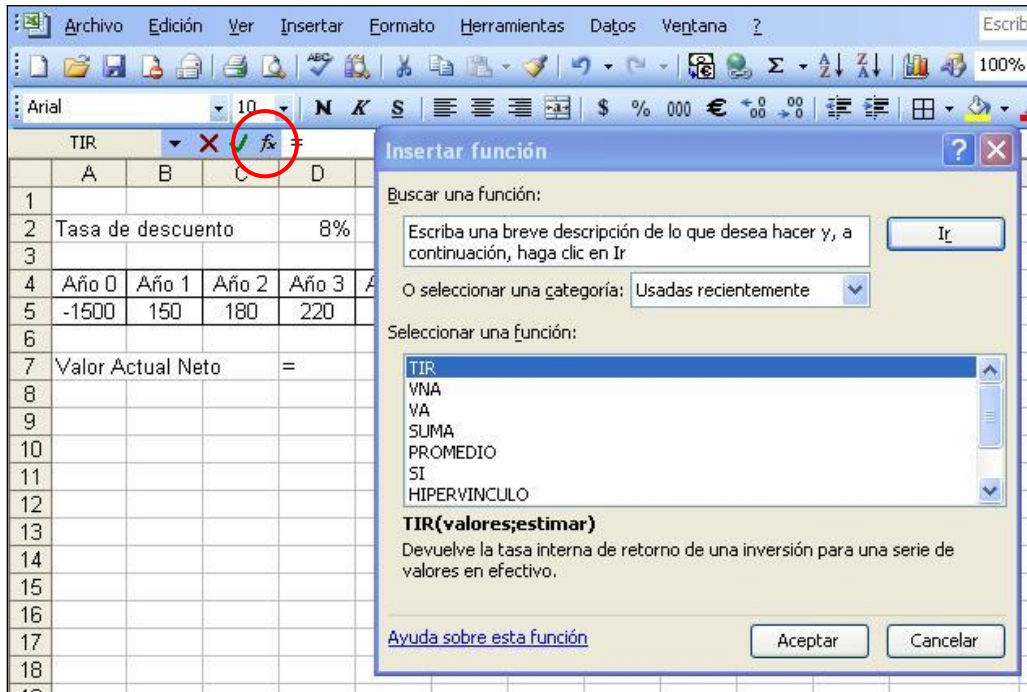 Archivo Edición Ver Insertar Formato Herramientas Datos Ventana ? Escrib
ABC Σ A Z Z A 100%
Arial 10 N K S a $ % 000 €
TIR fx =
Insertar función ?
A B C D
Buscar una función:
1
2 Tasa de descuento 8%
Escriba una breve descripción de lo que desea hacer y, a
continuación, haga clic en Ir
Ir
3
4 Año 0 Año 1 Año 2 Año 3 A
O seleccionar una categoría: Usadas recientemente
5 -1500 150 180 220
6
Seleccionar una función:
7 Valor Actual Neto =
TIR
VNA
VA
SUMA
PROMEDIO
SI
HIPERVINCULO
8
9
10
11
12
13
14
15
16
17
18
TIR(valores;estimar)
Devuelve la tasa interna de retorno de una inversión para una serie de
valores en efectivo.
Ayuda sobre esta función
Aceptar Cancelar